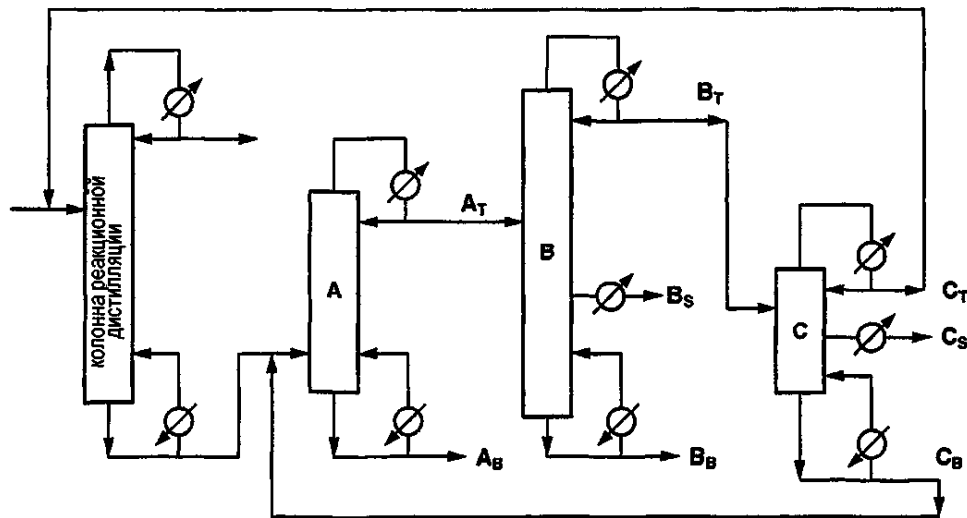 колонна реакционной
дистилляции
A
A_T
A_B
B
B_T
B_S
B_B
C
C_T
C_S
C_B